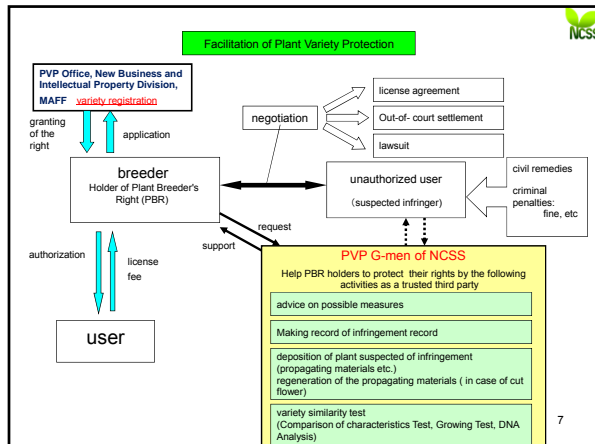 NCSS
Facilitation of Plant Variety Protection
PVP Office, New Business and
Intellectual Property Division,
MAFF variety registration
granting
of the
right
application
negotiation
license agreement
Out-of- court settlement
lawsuit
breeder
Holder of Plant Breeder's
Right (PBR)
unauthorized user
(suspected infringer)
civil remedies
criminal
penalties:
fine, etc
request
support
authorization
license
fee
user
PVP G-men of NCSS
Help PBR holders to protect their rights by the following
activities as a trusted third party
advice on possible measures
Making record of infringement record
deposition of plant suspected of infringement
(propagating materials etc.)
regeneration of the propagating materials ( in case of cut
flower)
variety similarity test
(Comparison of characteristics Test, Growing Test, DNA
Analysis)
7